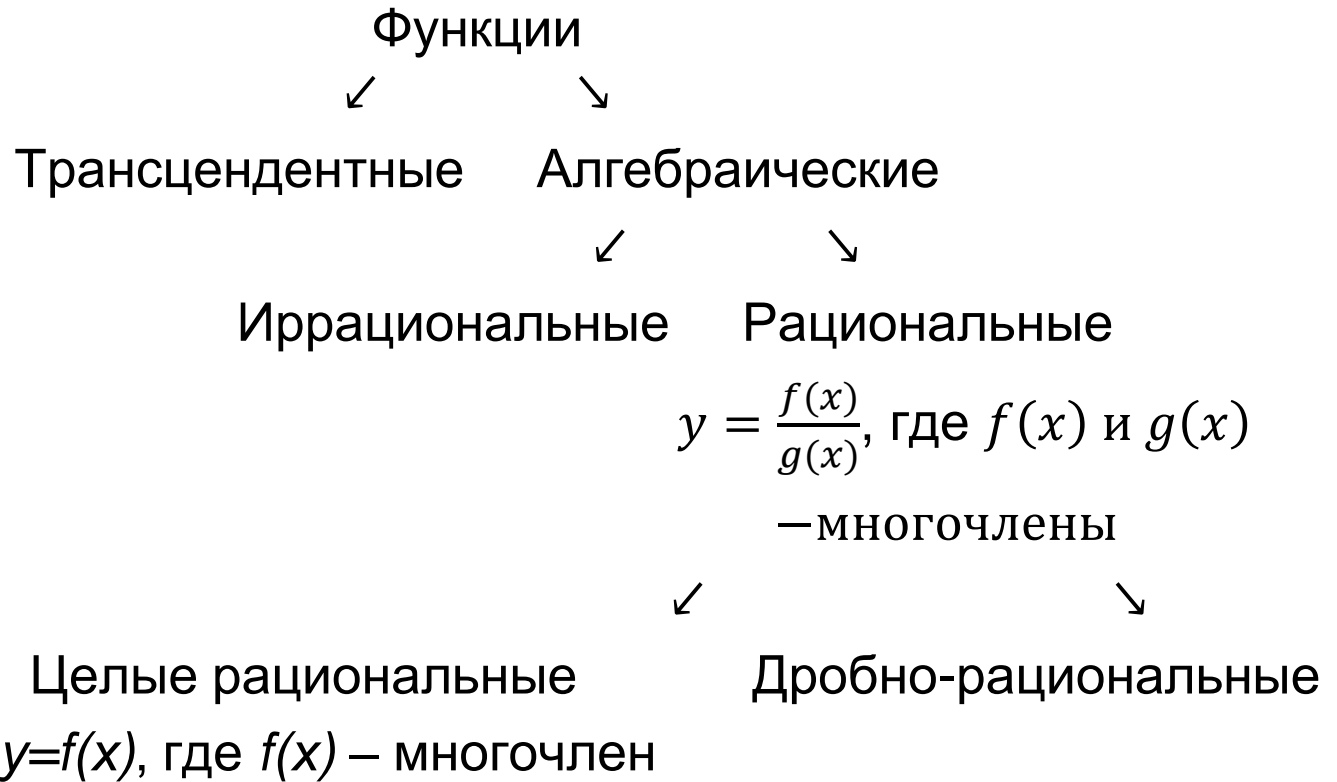 Функции
↙ ↘
Трансцендентные Алгебраические
↙ ↘
Иррациональные Рациональные
y = f(x)/g(x), где f(x) и g(x)
−многочлены
↙ ↘
Целые рациональные Дробно-рациональные
y=f(x), где f(x) – многочлен